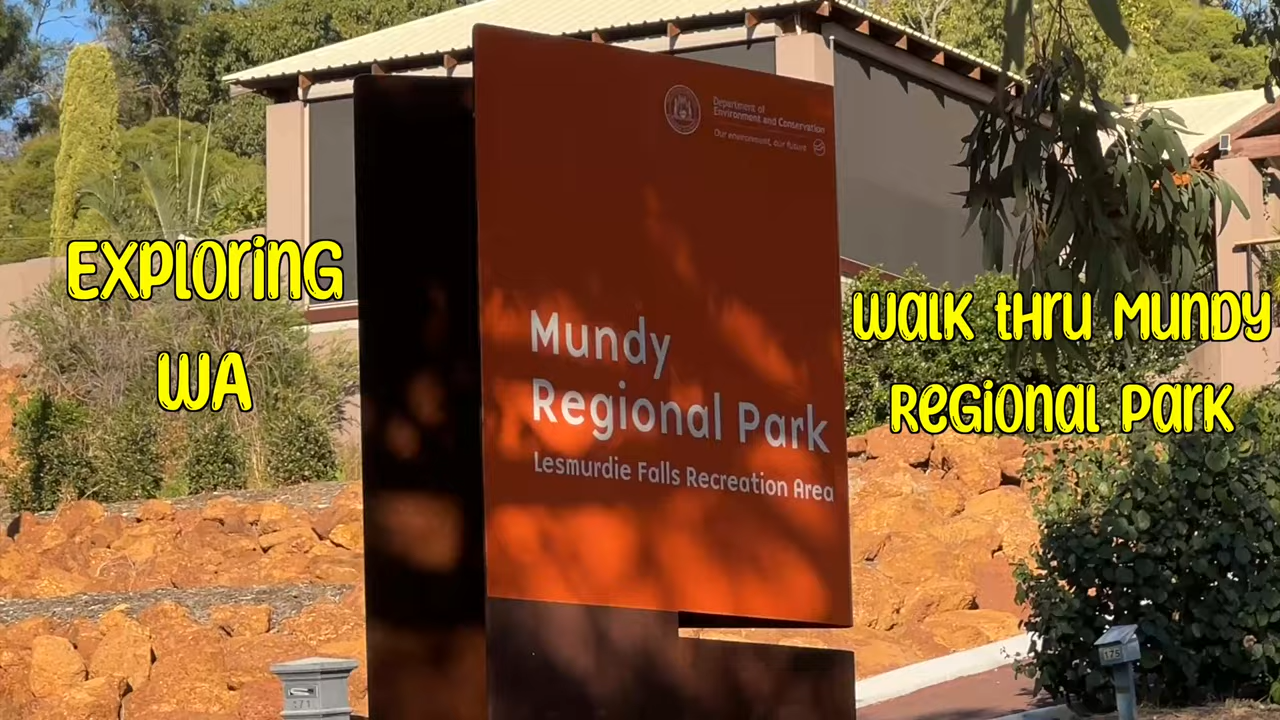 Department of
Environment and Conservation
Our environment, our future
EXPLORING
WA
Mundy
Regional Park
Lesmurdie Falls Recreation Area
WALK THRU MUNDY
REGIONAL PARK
171
175